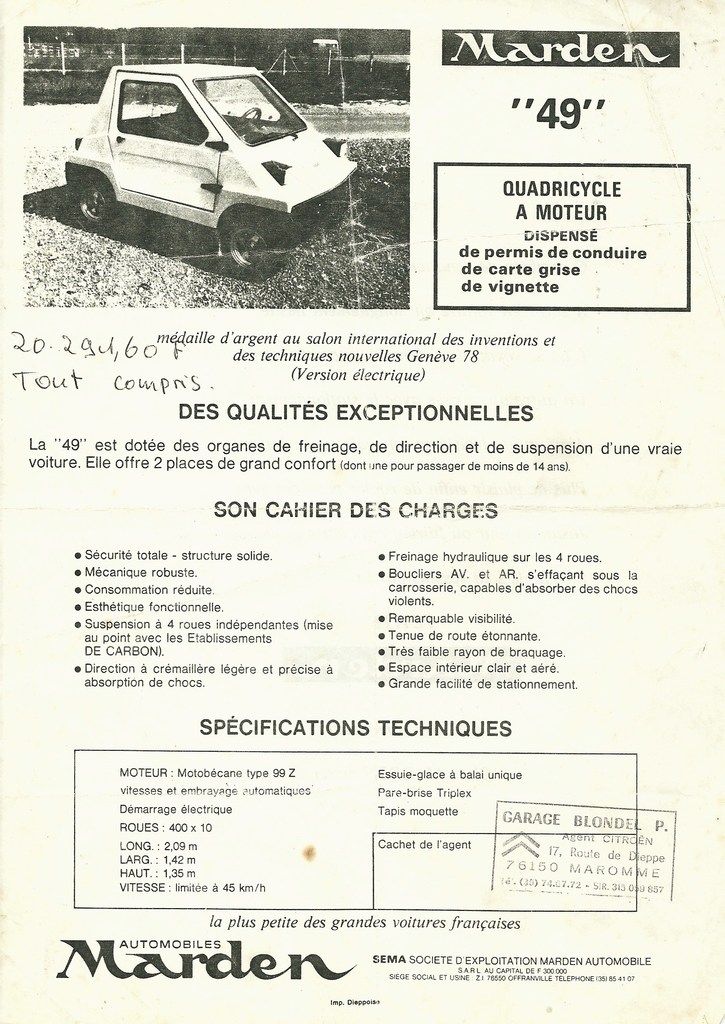 Marden
"49"
QUADRICYCLE
A MOTEUR
DISPENSÉ
de permis de conduire
de carte grise
de vignette
20.291,60 F
Tout compris.
médaille d'argent au salon international des inventions et
des techniques nouvelles Genève 78
(Version électrique)
DES QUALITÉS EXCEPTIONNELLES
La "49" est dotée des organes de freinage, de direction et de suspension d'une vraie
voiture. Elle offre 2 places de grand confort (dont une pour passager de moins de 14 ans).
SON CAHIER DES CHARGES
● Sécurité totale - structure solide.
● Mécanique robuste.
● Consommation réduite.
● Esthétique fonctionnelle.
● Suspension à 4 roues indépendantes (mise
au point avec les Etablissements
DE CARBON).
● Direction à crémaillère légère et précise à
absorption de chocs.
● Freinage hydraulique sur les 4 roues.
● Boucliers AV. et AR. s'effaçant sous la
carrosserie, capables d'absorber des chocs
violents.
● Remarquable visibilité.
● Tenue de route étonnante.
● Très faible rayon de braquage.
● Espace intérieur clair et aéré.
● Grande facilité de stationnement.
SPÉCIFICATIONS TECHNIQUES
MOTEUR : Motobécane type 99 Z
vitesses et embrayage automatiques
Démarrage électrique
ROUES : 400 x 10
LONG. : 2,09 m
LARG. : 1,42 m
HAUT. : 1,35 m
VITESSE : limitée à 45 km/h
Essuie-glace à balai unique
Pare-brise Triplex
Tapis moquette
Cachet de l'agent
GARAGE BLONDEL P.
Agent CITROËN
17, Route de Dieppe
76150 MAROMME
Tél. (35) 74.67.72 - SIR. 315 059 857
la plus petite des grandes voitures françaises
AUTOMOBILES
Marden
SEMA SOCIETE D'EXPLOITATION MARDEN AUTOMOBILE
S.A.R.L. AU CAPITAL DE F 300.000
SIEGE SOCIAL ET USINE : Z.I. 76550 OFFRANVILLE TELEPHONE (35) 85 41 07
Imp. Dieppoise